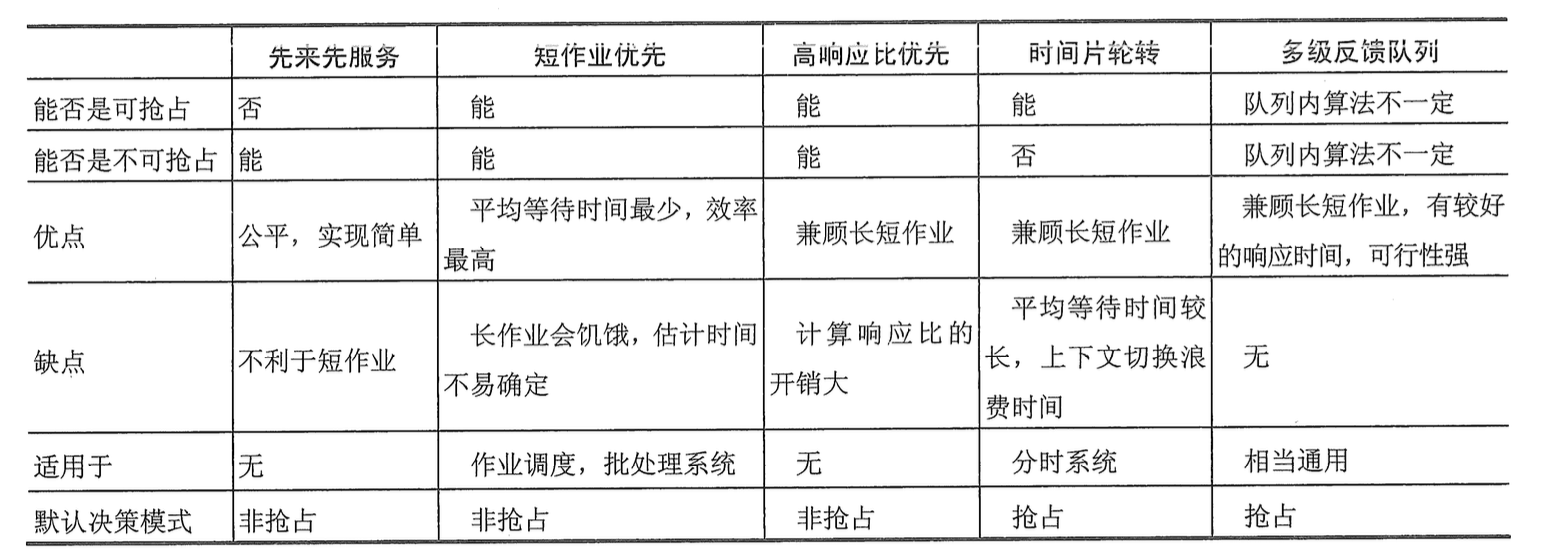 先来先服务 短作业优先 高响应比优先 时间片轮转 多级反馈队列
能否是可抢占 否 能 能 能 队列内算法不一定
能否是不可抢占 能 能 能 否 队列内算法不一定
优点 公平，实现简单 平均等待时间最少，效率最高 兼顾长短作业 兼顾长短作业 兼顾长短作业，有较好的响应时间，可行性强
缺点 不利于短作业 长作业会饥饿，估计时间不易确定 计算响应比的开销大 平均等待时间较长，上下文切换浪费时间 无
适用于 无 作业调度，批处理系统 无 分时系统 相当通用
默认决策模式 非抢占 非抢占 非抢占 抢占 抢占